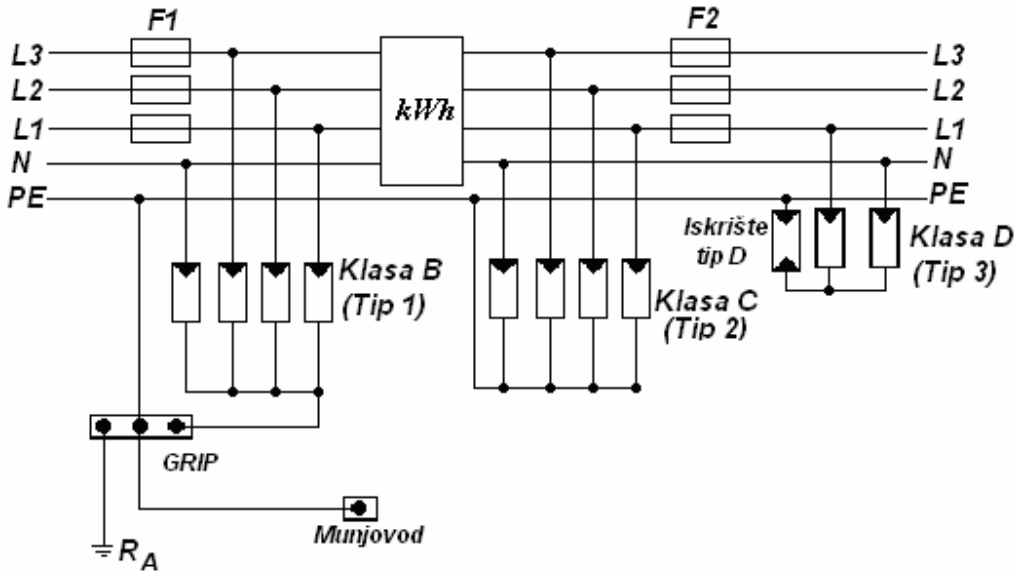 F1
F2
L3
L3
L2
L2
kWh
L1
L1
N
N
PE
PE
Iskrište
tip D
Klasa D
(Tip 3)
Klasa B
(Tip 1)
Klasa C
(Tip 2)
GRIP
Munjovod
RA